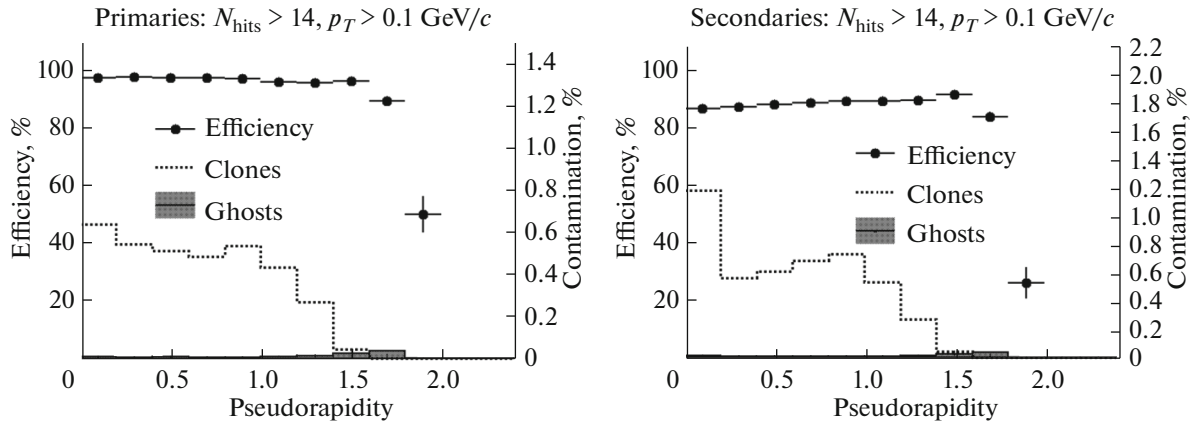 Primaries: N_hits > 14, p_T > 0.1 GeV/c
Efficiency, %
100
80
60
40
20
0
0.5
1.0
1.5
2.0
Pseudorapidity
1.4
1.2
1.0
0.8
0.6
0.4
0.2
0
Contamination, %
Efficiency
Clones
Ghosts
Secondaries: N_hits > 14, p_T > 0.1 GeV/c
Efficiency, %
100
80
60
40
20
0
0.5
1.0
1.5
2.0
Pseudorapidity
2.2
2.0
1.8
1.6
1.4
0.2
1.0
0.8
0.6
0.4
0.2
0
Contamination, %
Efficiency
Clones
Ghosts